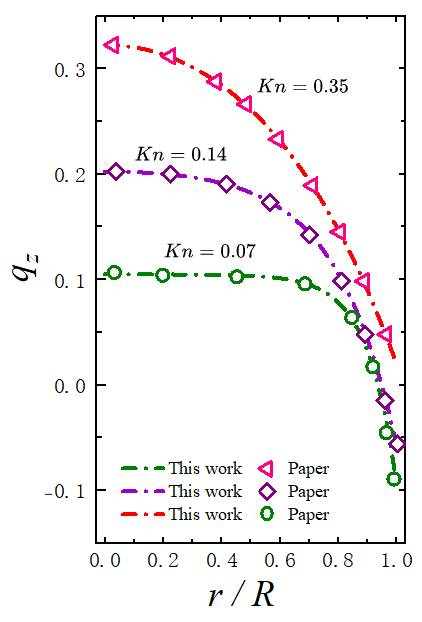 0.3
Kn = 0.35
Kn = 0.14
0.2
Kn = 0.07
q_z
0.1
0.0
This work Paper
This work Paper
-0.1
This work Paper
0.0 0.2 0.4 0.6 0.8 1.0
r / R